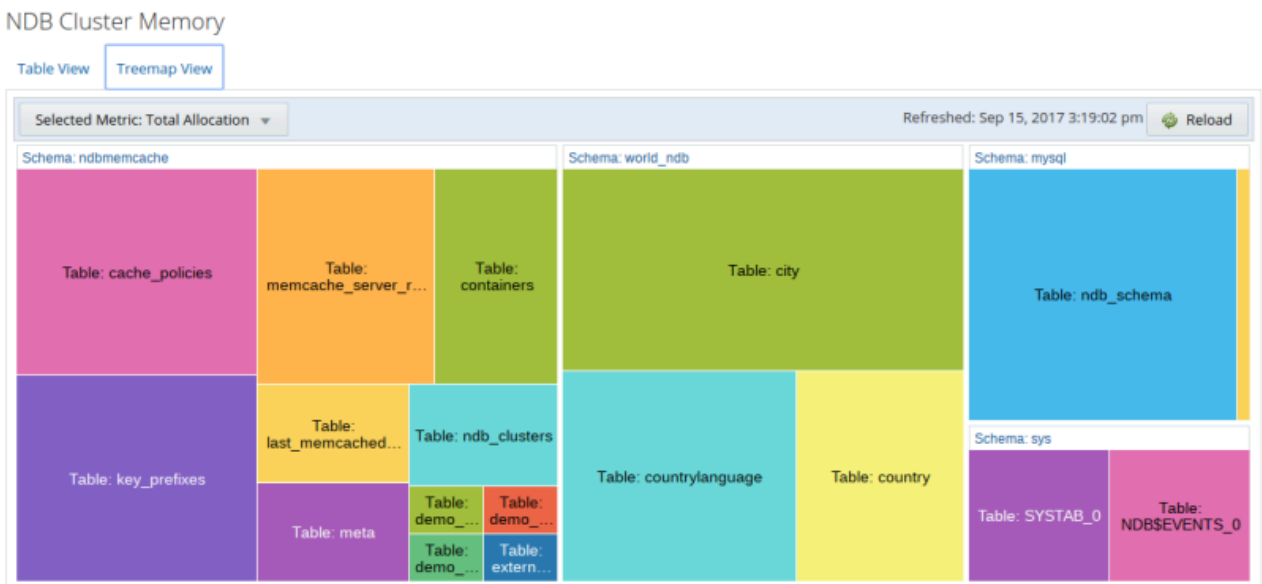 NDB Cluster Memory
Table View
Treemap View
Selected Metric: Total Allocation
Refreshed: Sep 15, 2017 3:19:02 pm
Reload
Schema: ndbmemcache
Table: cache_policies
Table:
memcache_server_r...
Table:
containers
Table: key_prefixes
Table:
last_memcached...
Table: ndb_clusters
Table: meta
Table:
demo_...
Table:
demo_...
Table:
demo_...
Table:
extern...
Schema: world_ndb
Table: city
Table: countrylanguage
Table: country
Schema: mysql
Table: ndb_schema
Schema: sys
Table: SYSTAB_0
Table:
NDB$EVENTS_0